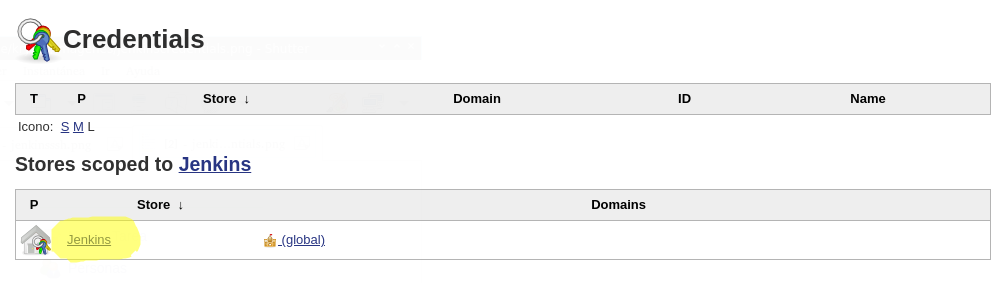 Credentials
T P Store ↓ Domain ID Name
Icono: S M L
Stores scoped to Jenkins
P Store ↓ Domains
Jenkins (global)